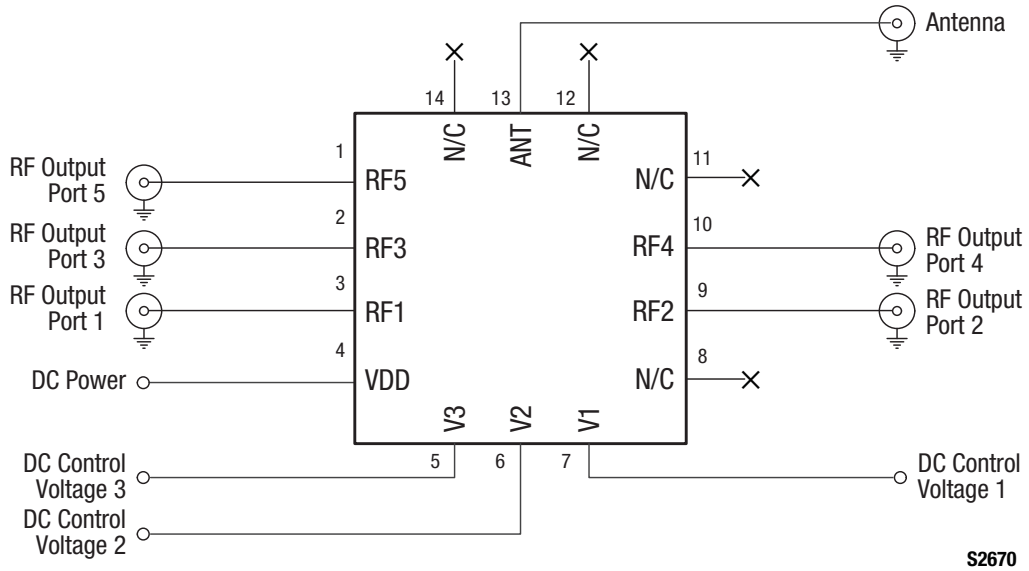 Antenna
14
13
12
N/C
ANT
N/C
1
RF Output
Port 5
RF5
11
N/C
2
RF Output
Port 3
RF3
10
RF4
RF Output
Port 4
3
RF Output
Port 1
RF1
9
RF2
RF Output
Port 2
4
DC Power
VDD
8
N/C
V3
V2
V1
5
6
7
DC Control
Voltage 3
DC Control
Voltage 1
DC Control
Voltage 2
S2670